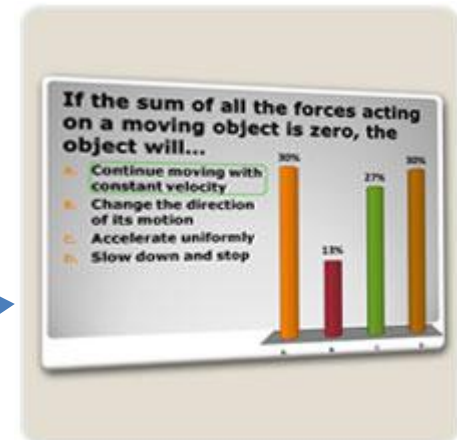 If the sum of all the forces acting
on a moving object is zero, the
object will...
A. Continue moving with
constant velocity
B. Change the direction
of its motion
C. Accelerate uniformly
D. Slow down and stop
30%
13%
27%
30%
A B C D